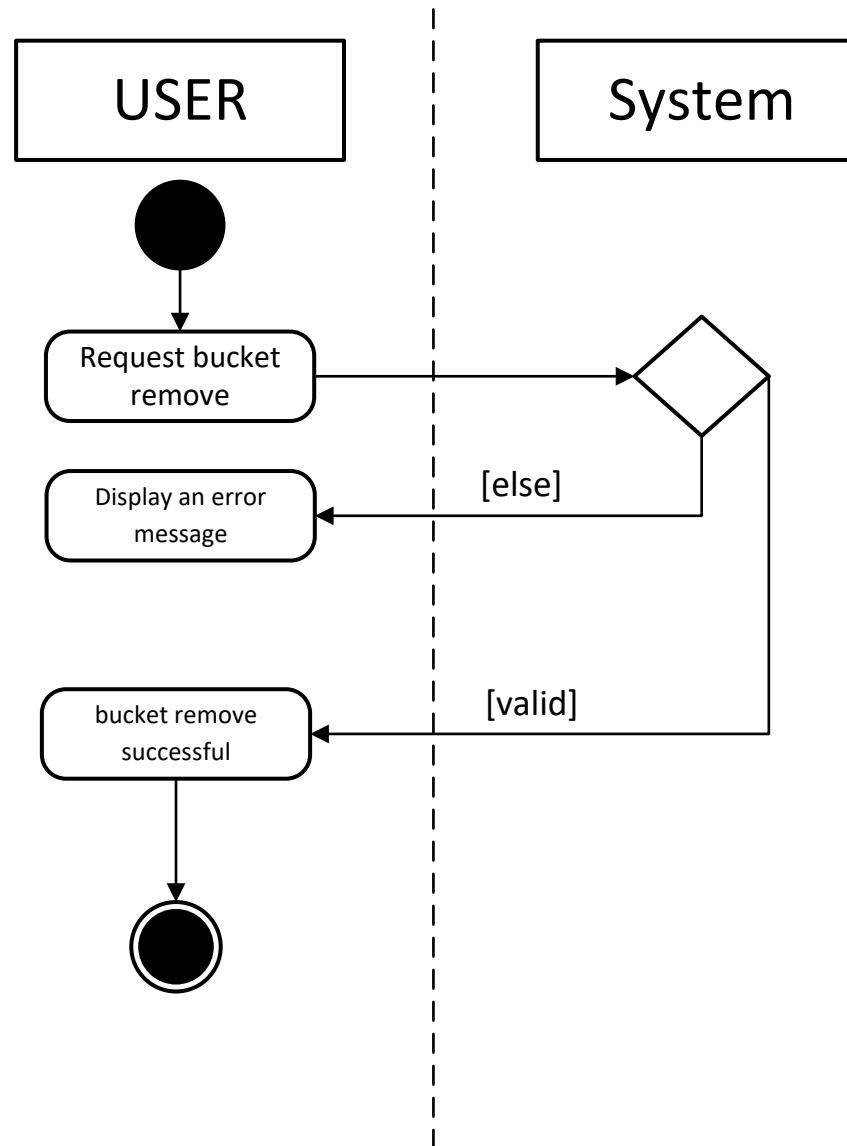 USER
System
Request bucket
remove
[else]
Display an error
message
[valid]
bucket remove
successful